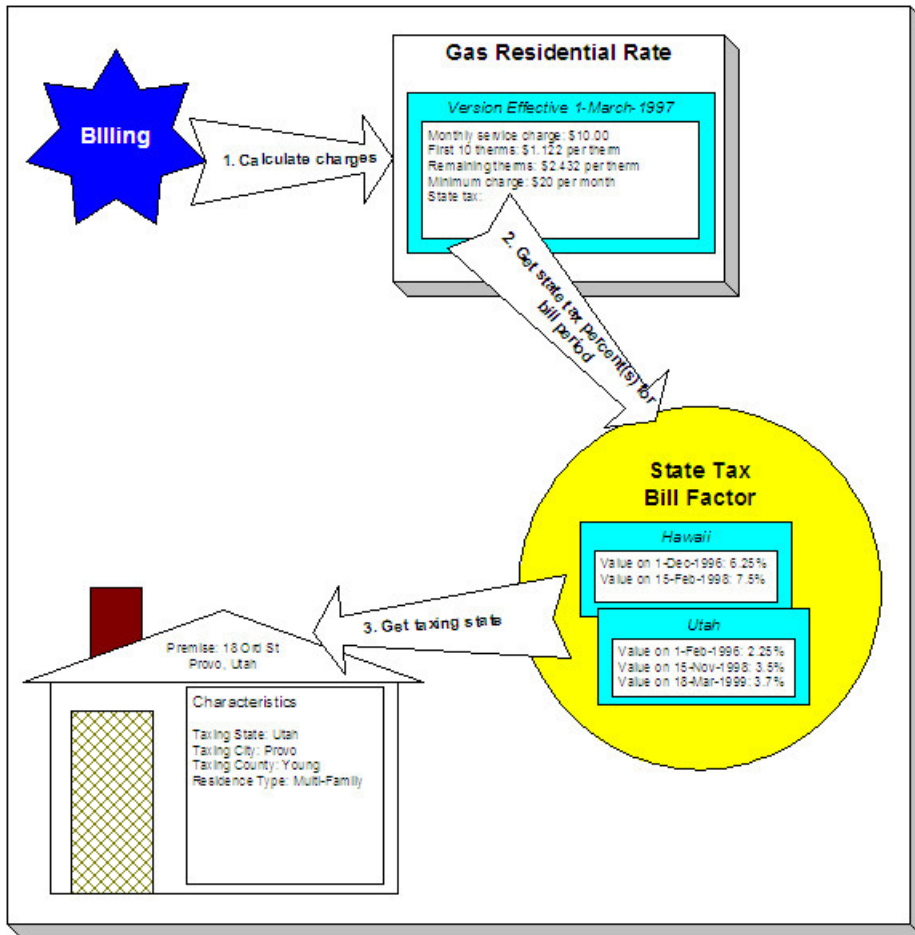 Gas Residential Rate
Version Effective 1-March-1997
Monthly service charge: $10.00
First 10 therms: $1.122 per therm
Remaining therms: $2.432 per therm
Minimum charge: $20 per month
State tax:
Billing
1. Calculate charges
2. Get state tax percent(s) for
bill period
State Tax
Bill Factor
Hawaii
Value on 1-Dec-1996: 6.25%
Value on 15-Feb-1998: 7.5%
Utah
Value on 1-Feb-1996: 2.25%
Value on 15-Nov-1998: 3.5%
Value on 18-Mar-1999: 3.7%
3. Get taxing state
Premise: 18 Ord St
Provo, Utah
Characteristics
Taxing State: Utah
Taxing City: Provo
Taxing County: Young
Residence Type: Multi-Family